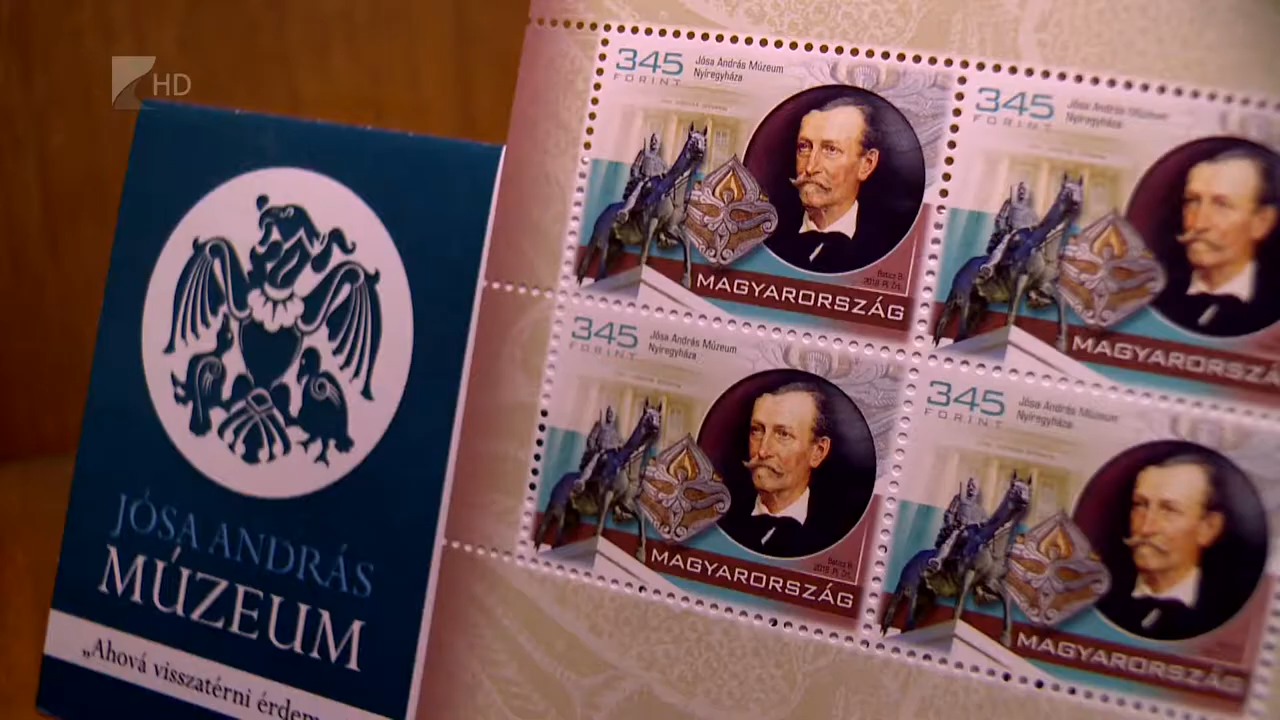 HD
JÓSA ANDRÁS
MÚZEUM
„Ahová visszatérni
345
FORINT
Jósa András Múzeum
Nyíregyháza
MAGYARORSZÁG
345
FORINT
Jósa András Múzeum
Nyíregyháza
MAGYARORSZÁG
345
FORINT
Jósa András Múzeum
Nyíregyháza
MAGYARORSZÁG
345
FORINT
Jósa András Múzeum
Nyíregyháza
MAGYARORSZÁG